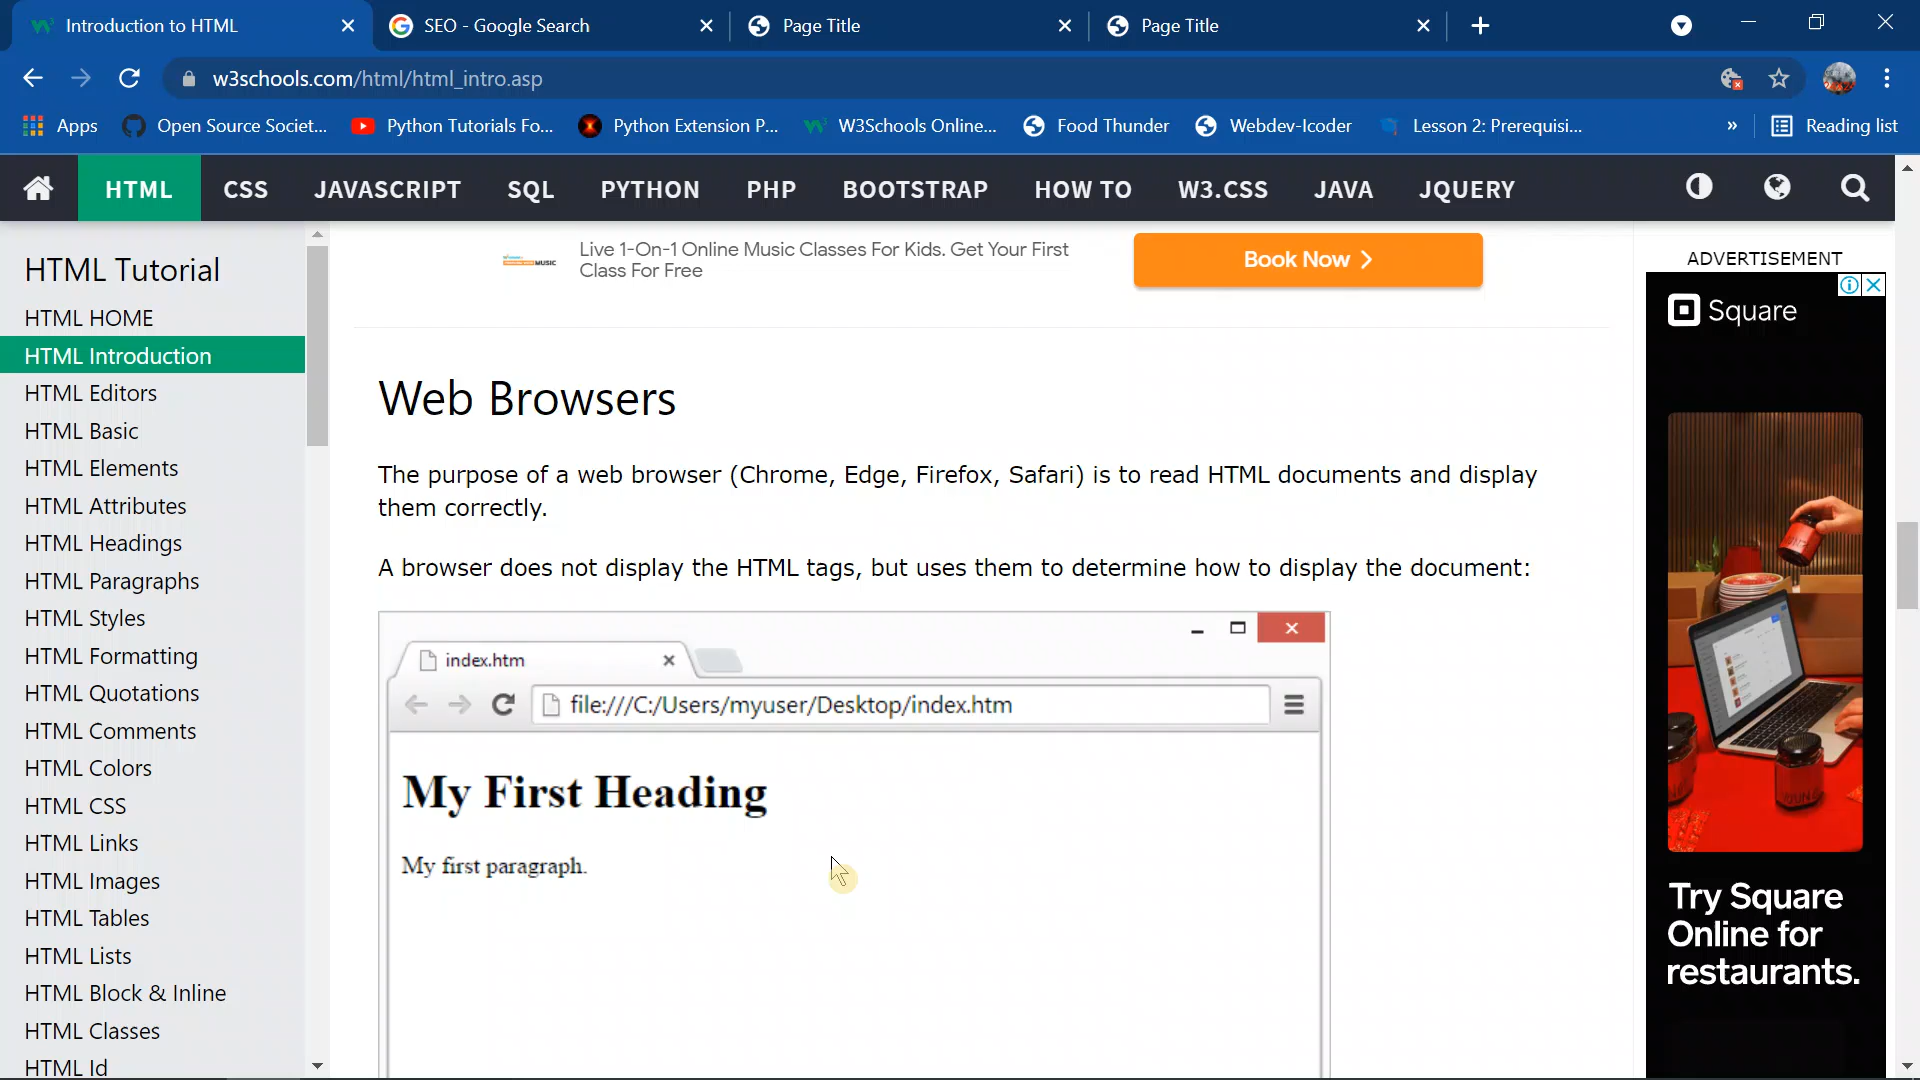 Introduction to HTML
SEO - Google Search
Page Title
Page Title
w3schools.com/html/html_intro.asp
Apps
Open Source Societ...
Python Tutorials Fo...
Python Extension P...
W3Schools Online...
Food Thunder
Webdev-Icoder
Lesson 2: Prerequisi...
»
Reading list
HTML
CSS
JAVASCRIPT
SQL
PYTHON
PHP
BOOTSTRAP
HOW TO
W3.CSS
JAVA
JQUERY
HTML Tutorial
HTML HOME
HTML Introduction
HTML Editors
HTML Basic
HTML Elements
HTML Attributes
HTML Headings
HTML Paragraphs
HTML Styles
HTML Formatting
HTML Quotations
HTML Comments
HTML Colors
HTML CSS
HTML Links
HTML Images
HTML Tables
HTML Lists
HTML Block & Inline
HTML Classes
HTML Id
MUSIC
Live 1-On-1 Online Music Classes For Kids. Get Your First
Class For Free
Book Now
Web Browsers
The purpose of a web browser (Chrome, Edge, Firefox, Safari) is to read HTML documents and display
them correctly.
A browser does not display the HTML tags, but uses them to determine how to display the document:
index.htm
file:///C:/Users/myuser/Desktop/index.htm
My First Heading
My first paragraph.
ADVERTISEMENT
Square
Try Square
Online for
restaurants.